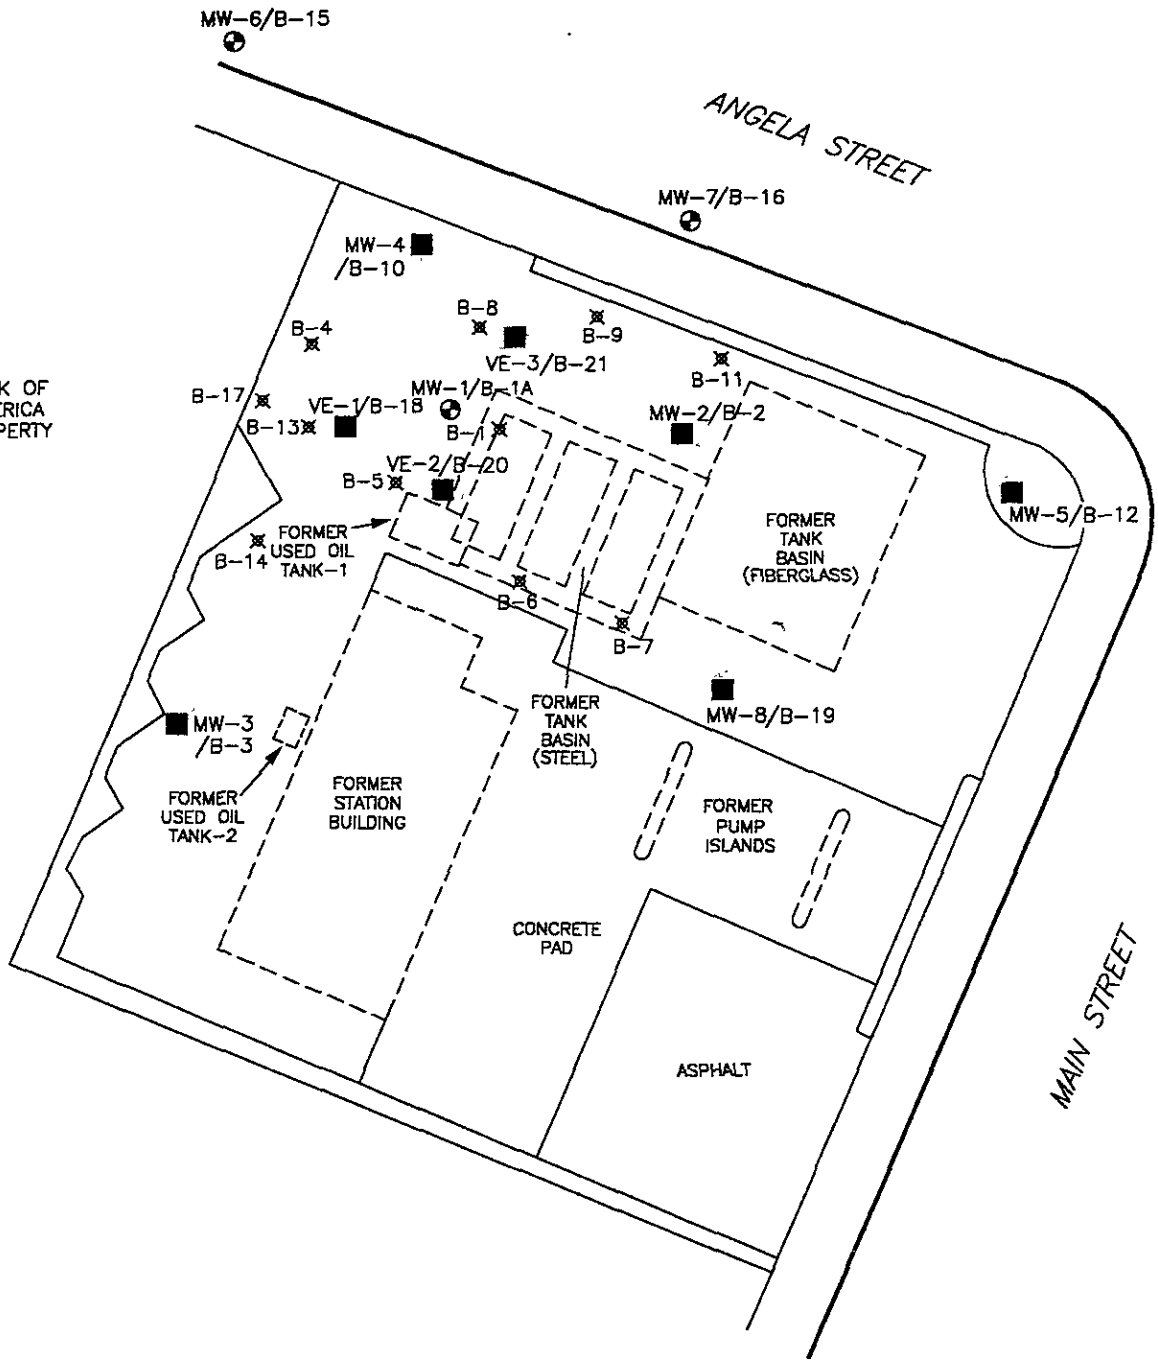 MW-6/B-15
ANGELA STREET
MW-7/B-16
MW-4
/B-10
B-8
B-9
B-4
VE-3/B-21
B-11
K OF
ERICA
PERTY
B-17
MW-1/B-1A
VE-1/B-18
MW-2/B-2
B-13
B-1
VE-2/B-20
B-5
MW-5/B-12
FORMER
USED OIL
TANK-1
FORMER
TANK
BASIN
(FIBERGLASS)
B-14
B-6
B-7
FORMER
TANK
BASIN
(STEEL)
MW-8/B-19
MW-3
/B-3
FORMER
USED OIL
TANK-2
FORMER
STATION
BUILDING
FORMER
PUMP
ISLANDS
CONCRETE
PAD
MAIN STREET
ASPHALT